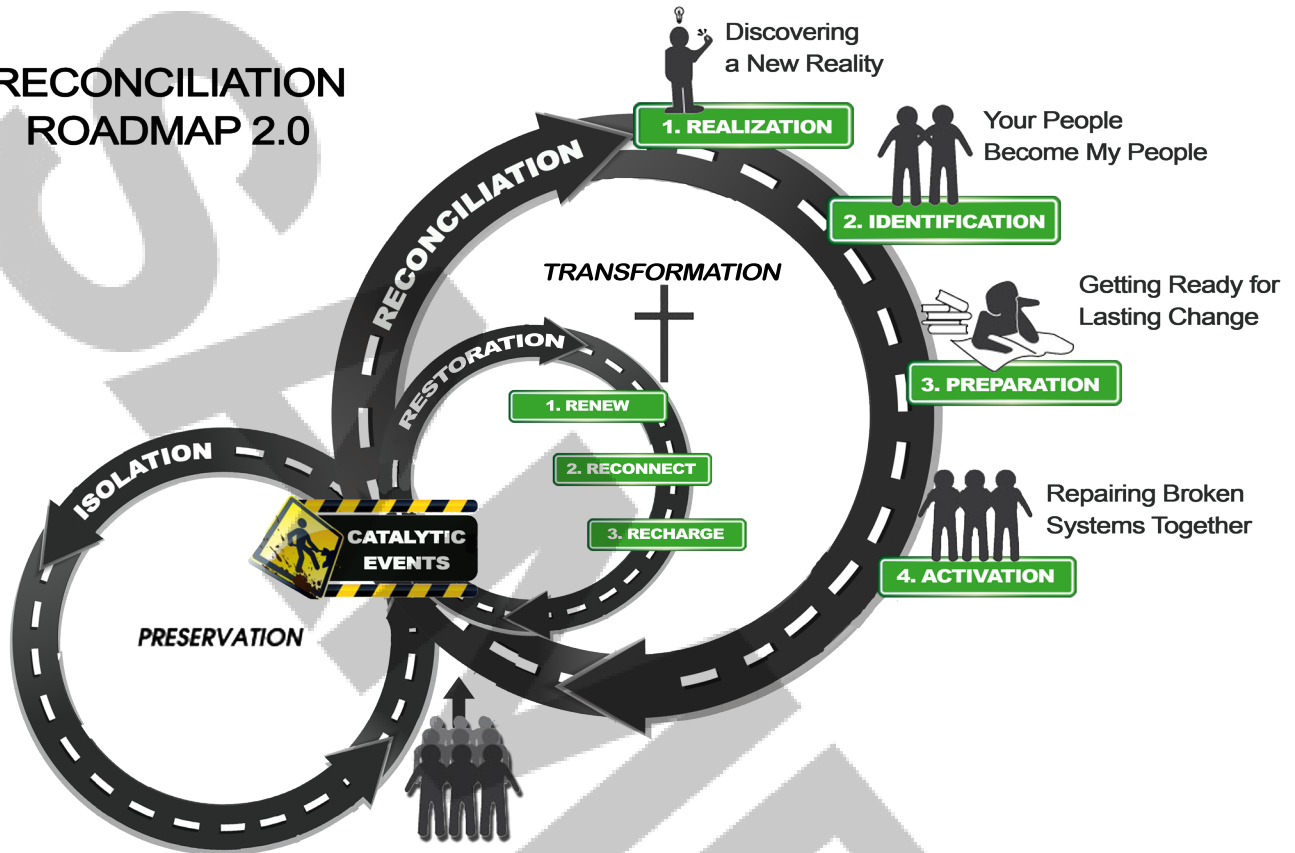 RECONCILIATION
ROADMAP 2.0
Discovering
a New Reality
1. REALIZATION
Your People
Become My People
2. IDENTIFICATION
RECONCILIATION
TRANSFORMATION
Getting Ready for
Lasting Change
3. PREPARATION
RESTORATION
1. RENEW
2. RECONNECT
3. RECHARGE
Repairing Broken
Systems Together
4. ACTIVATION
ISOLATION
CATALYTIC
EVENTS
PRESERVATION